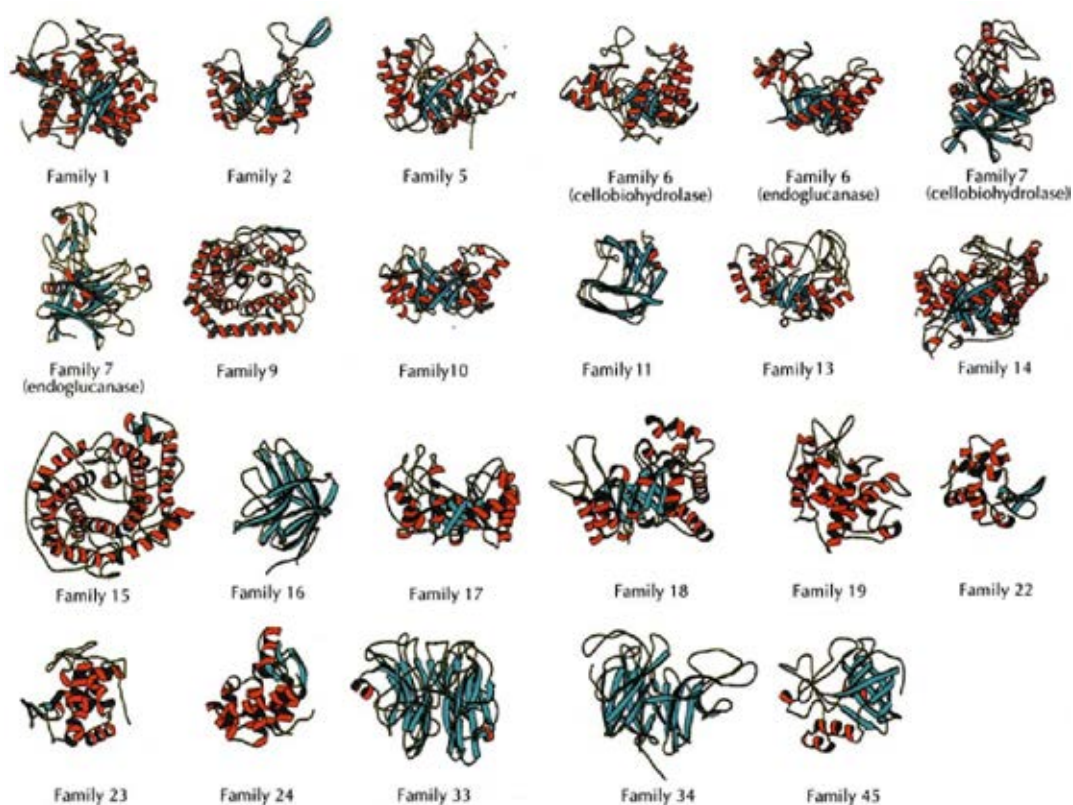 Family 1
Family 2
Family 5
Family 6
(cellobiohydrolase)
Family 6
(endoglucanase)
Family 7
(cellobiohydrolase)
Family 7
(endoglucanase)
Family 9
Family10
Family 11
Family 13
Family 14
Family 15
Family 16
Family 17
Family 18
Family 19
Family 22
Family 23
Family 24
Family 33
Family 34
Family 45